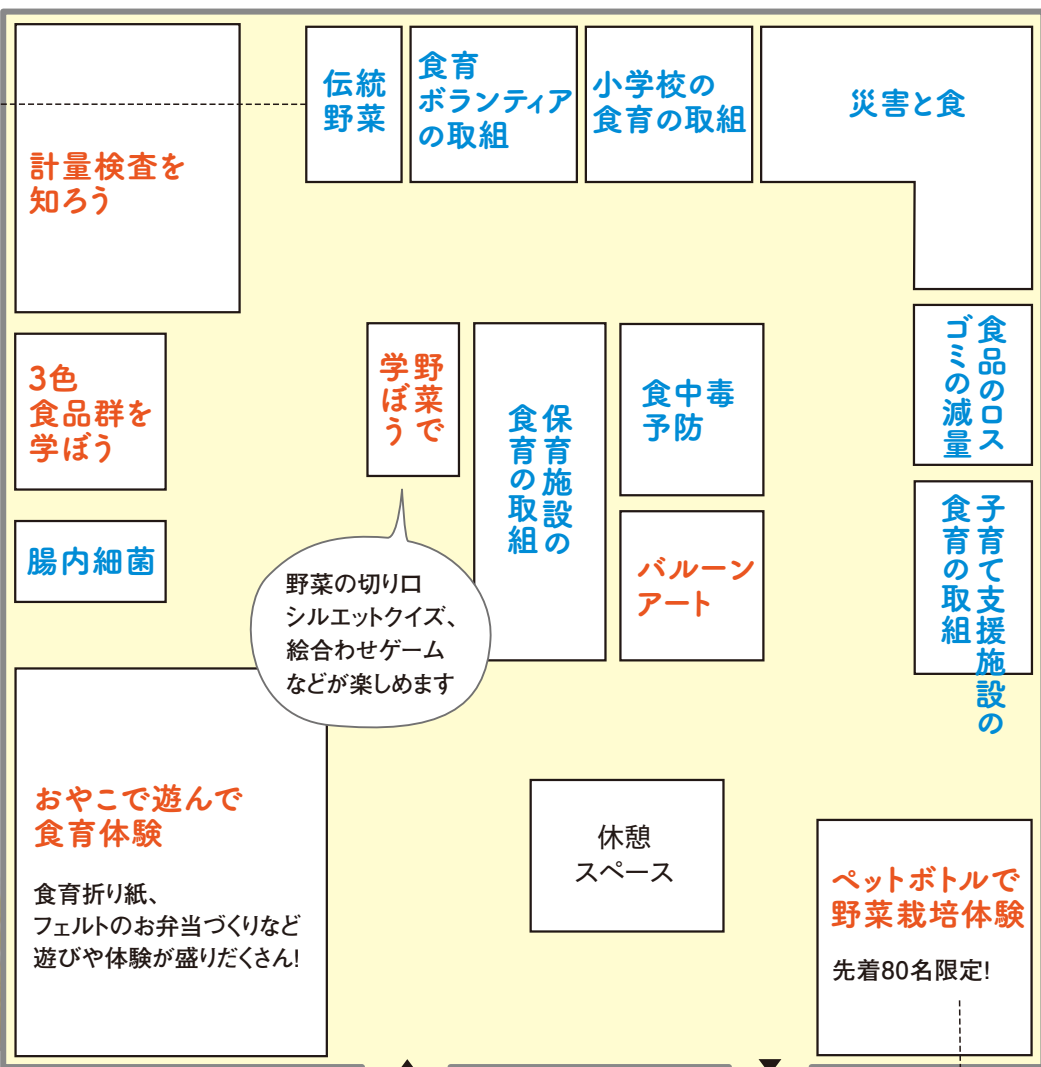 計量検査を
知ろう
伝統
野菜
食育
ボランティア
の取組
小学校の
食育の取組
災害と食
3色
食品群を
学ぼう
野菜で
学ぼう
保育施設の
食育の取組
食中毒
予防
食品のロス
ゴミの減量
腸内細菌
野菜の切り口
シルエットクイズ、
絵合わせゲーム
などが楽しめます
バルーン
アート
子育て支援施設の
食育の取組
おやこで遊んで
食育体験
食育折り紙、
フェルトのお弁当づくりなど
遊びや体験が盛りだくさん!
休憩
スペース
ペットボトルで
野菜栽培体験
先着80名限定!